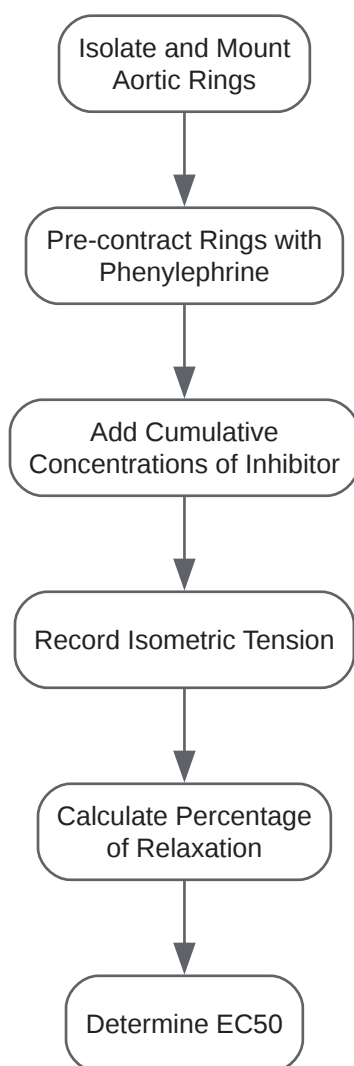 Isolate and Mount
Aortic Rings
Pre-contract Rings with
Phenylephrine
Add Cumulative
Concentrations of Inhibitor
Record Isometric Tension
Calculate Percentage
of Relaxation
Determine EC50